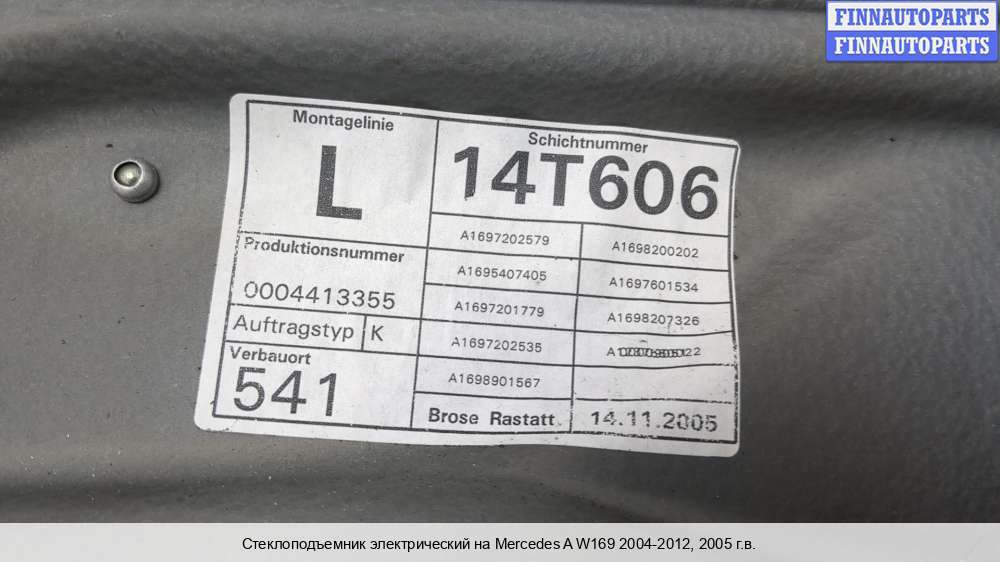 FINNAUTOPARTS
FINNAUTOPARTS
Montagelinie
L
Schichtnummer
14T606
A1697202579
A1698200202
Produktionsnummer
0004413355
A1695407405
A1697601534
A1697201779
A1698207326
Auftragstyp K
A1697202535
Verbauort
541
A1698901567
Brose Rastatt
14.11.2005
Стеклоподъемник электрический на Mercedes A W169 2004-2012, 2005 г.в.